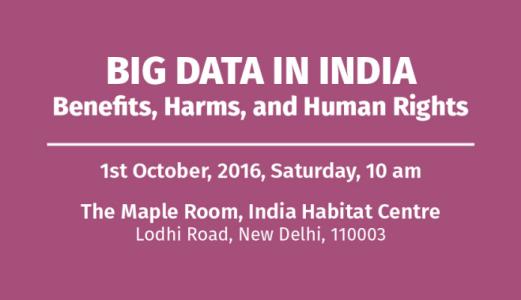 BIG DATA IN INDIA
Benefits, Harms, and Human Rights
1st October, 2016, Saturday, 10 am
The Maple Room, India Habitat Centre
Lodhi Road, New Delhi, 110003